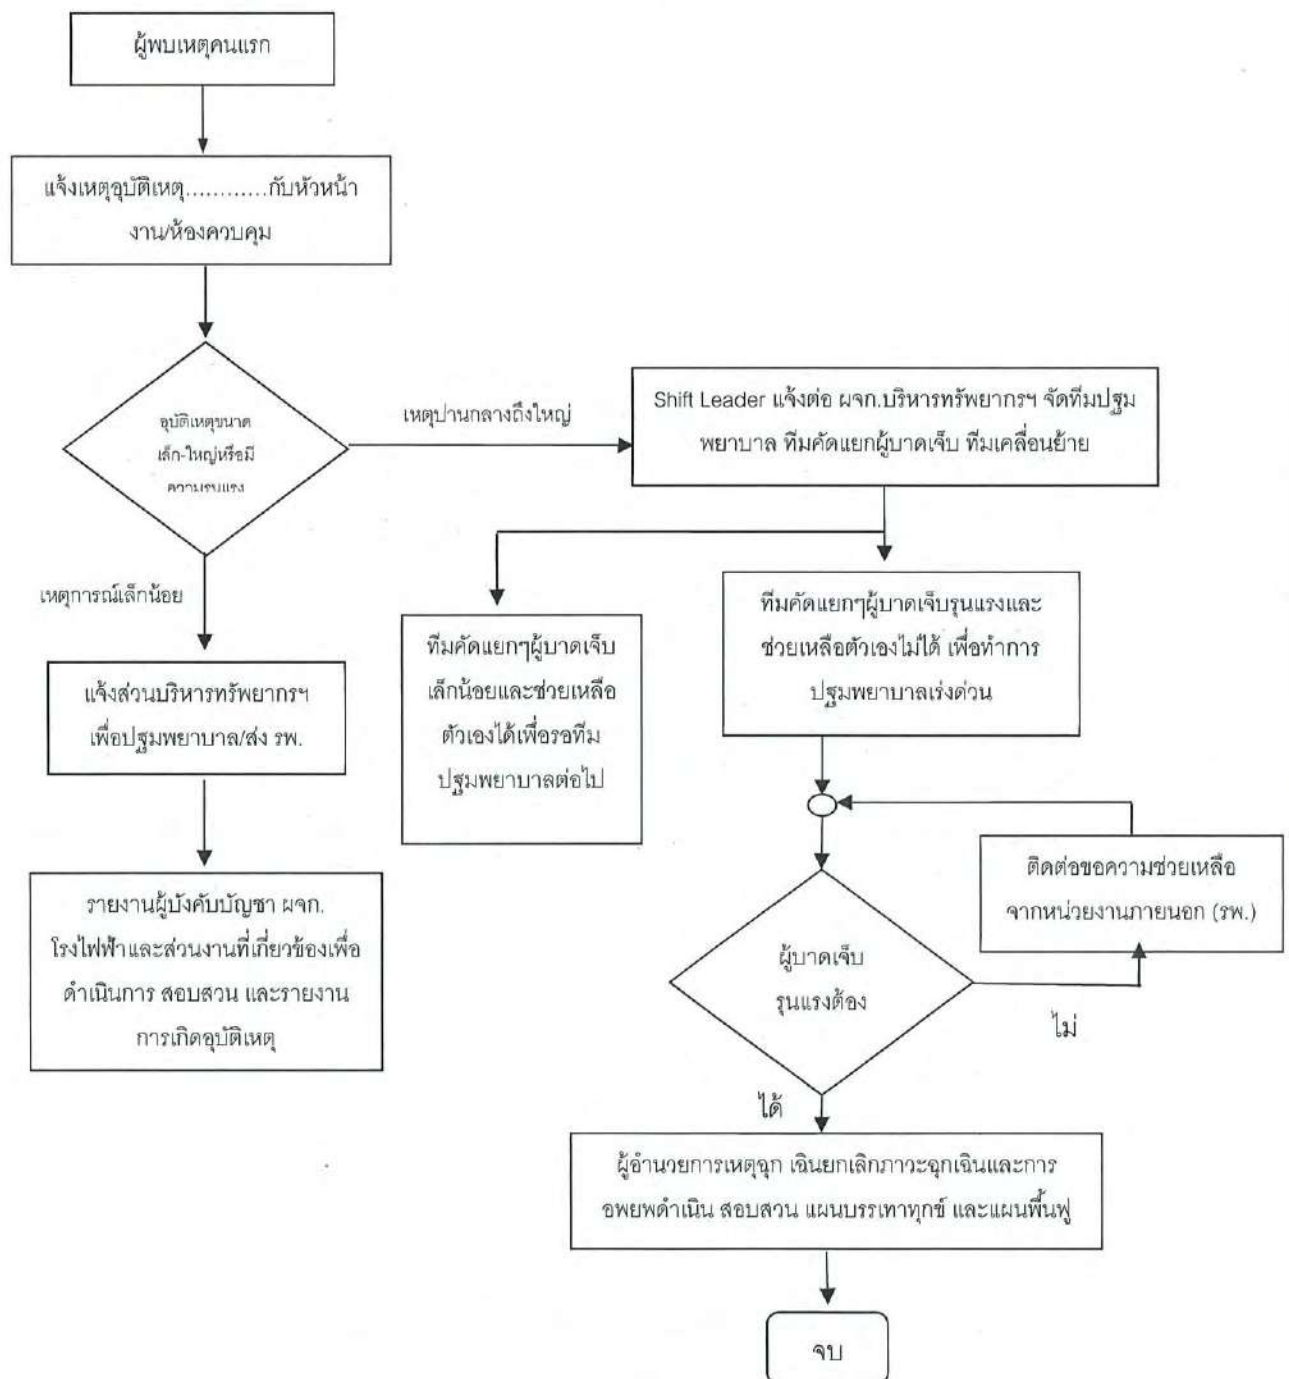 ผู้พบเหตุคนแรก
แจ้งเหตุอุบัติเหตุ............กับหัวหน้า
งาน/ห้องควบคุม
อุบัติเหตุขนาด
เล็ก-ใหญ่หรือมี
ความรุนแรง
เหตุปานกลางถึงใหญ่
Shift Leader แจ้งต่อ ผจก.บริหารทรัพยากรฯ จัดทีมปฐม
พยาบาล ทีมคัดแยกผู้บาดเจ็บ ทีมเคลื่อนย้าย
เหตุการณ์เล็กน้อย
แจ้งส่วนบริหารทรัพยากรฯ
เพื่อปฐมพยาบาล/ส่ง รพ.
รายงานผู้บังคับบัญชา ผจก.
โรงไฟฟ้าและส่วนงานที่เกี่ยวข้องเพื่อ
ดำเนินการ สอบสวน และรายงาน
การเกิดอุบัติเหตุ
ทีมคัดแยกๆผู้บาดเจ็บ
เล็กน้อยและช่วยเหลือ
ตัวเองได้เพื่อรอทีม
ปฐมพยาบาลต่อไป
ทีมคัดแยกๆผู้บาดเจ็บรุนแรงและ
ช่วยเหลือตัวเองไม่ได้ เพื่อทำการ
ปฐมพยาบาลเร่งด่วน
ติดต่อขอความช่วยเหลือ
จากหน่วยงานภายนอก (รพ.)
ผู้บาดเจ็บ
รุนแรงต้อง
ไม่
ได้
ผู้อำนวยการเหตุฉุก เฉินยกเลิกภาวะฉุกเฉินและการ
อพยพดำเนิน สอบสวน แผนบรรเทาทุกข์ และแผนฟื้นฟู
จบ